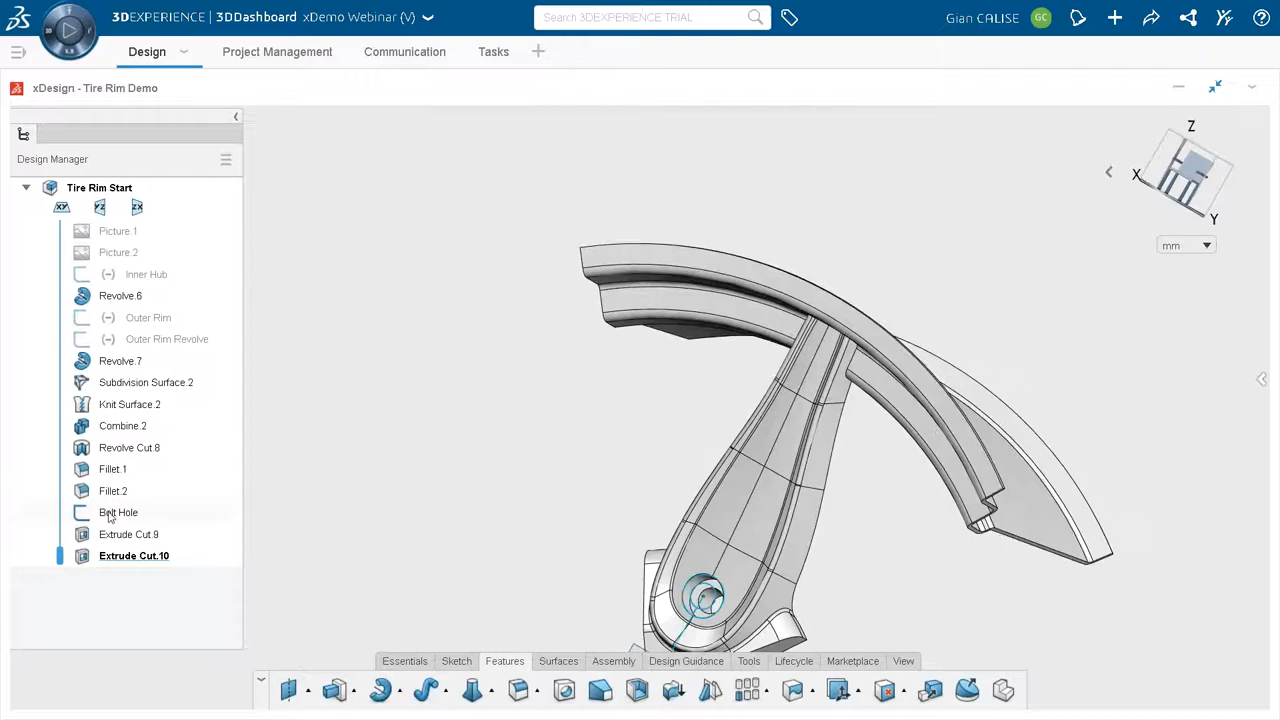 3DEXPERIENCE | 3DDashboard xDemo Webinar (V)
Search 3DEXPERIENCE TRIAL
Gian CALISE GC
Design Project Management Communication Tasks
xDesign - Tire Rim Demo
Design Manager
Tire Rim Start
XY YZ ZX
Picture.1
Picture.2
(-) Inner Hub
Revolve.6
(-) Outer Rim
(-) Outer Rim Revolve
Revolve.7
Subdivision Surface.2
Knit Surface.2
Combine.2
Revolve Cut.8
Fillet.1
Fillet.2
Bolt Hole
Extrude Cut.9
Extrude Cut.10
Z
X
Y
mm
Essentials Sketch Features Surfaces Assembly Design Guidance Tools Lifecycle Marketplace View